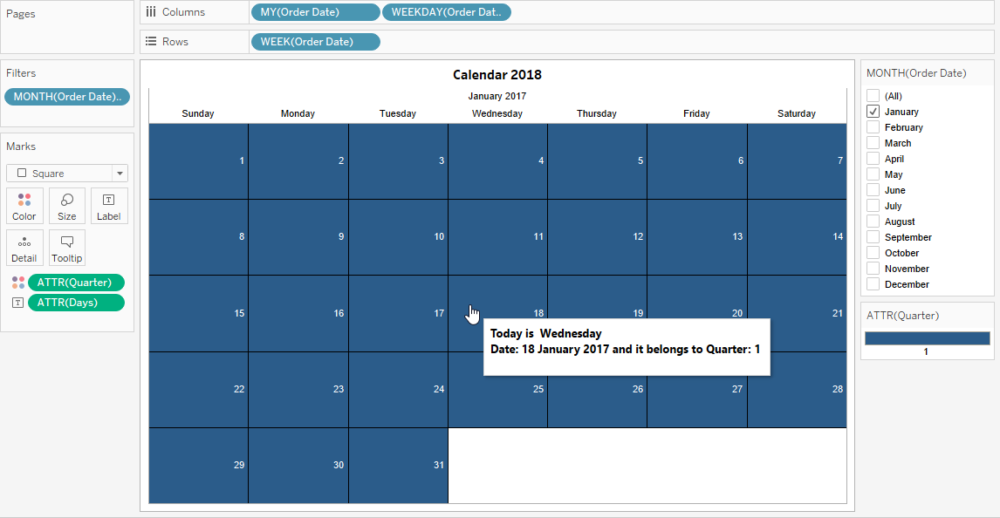 Pages
Columns
MY(Order Date)
WEEKDAY(Order Dat..
Rows
WEEK(Order Date)
Filters
MONTH(Order Date)..
Marks
Square
Color
Size
T
Label
Detail
Tooltip
ATTR(Quarter)
T
ATTR(Days)
Calendar 2018
January 2017
Sunday Monday Tuesday Wednesday Thursday Friday Saturday
1 2 3 4 5 6 7
8 9 10 11 12 13 14
15 16 17 18 19 20 21
Today is Wednesday
Date: 18 January 2017 and it belongs to Quarter: 1
22 23 24 25 26 27 28
29 30 31
MONTH(Order Date)
(All)
January
February
March
April
May
June
July
August
September
October
November
December
ATTR(Quarter)
1